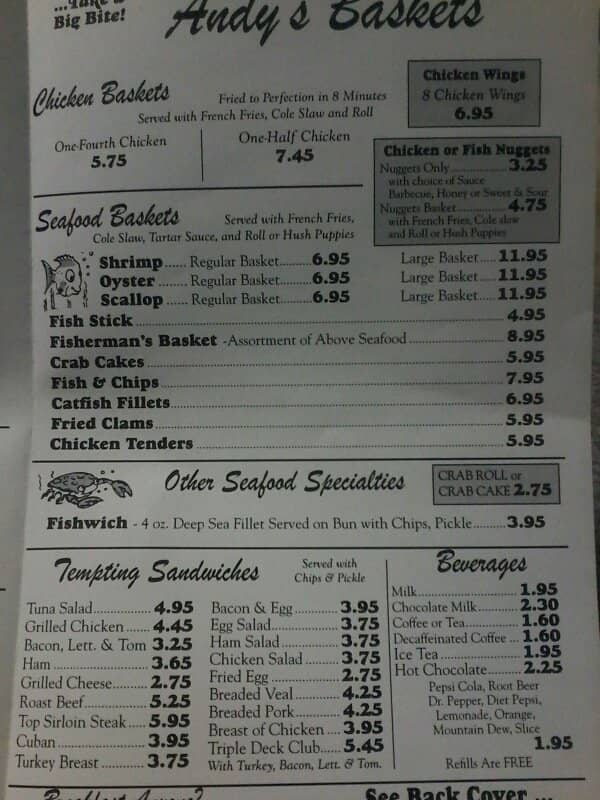 ...Take a
Big Bite!
Andy's Baskets
Chicken Baskets
Fried to Perfection in 8 Minutes
Served with French Fries, Cole Slaw and Roll
One-Fourth Chicken
5.75
One-Half Chicken
7.45
Chicken Wings
8 Chicken Wings
6.95
Chicken or Fish Nuggets
Nuggets Only..............3.25
with choice of Sauce
Barbecue, Honey or Sweet & Sour
Nuggets Basket...........4.75
with French Fries, Cole slaw
and Roll or Hush Puppies
Seafood Baskets
Served with French Fries,
Cole Slaw, Tartar Sauce, and Roll or Hush Puppies
Shrimp ...... Regular Basket........6.95 Large Basket.....11.95
Oyster ........ Regular Basket........6.95 Large Basket.....11.95
Scallop ...... Regular Basket........6.95 Large Basket.....11.95
Fish Stick........4.95
Fisherman's Basket -Assortment of Above Seafood........8.95
Crab Cakes........5.95
Fish & Chips........7.95
Catfish Fillets........6.95
Fried Clams........5.95
Chicken Tenders........5.95
Other Seafood Specialties
CRAB ROLL or
CRAB CAKE 2.75
Fishwich - 4 oz. Deep Sea Fillet Served on Bun with Chips, Pickle.........3.95
Tempting Sandwiches
Served with
Chips & Pickle
Tuna Salad.............. 4.95
Grilled Chicken ...... 4.45
Bacon, Lett. & Tom 3.25
Ham ...................... 3.65
Grilled Cheese......... 2.75
Roast Beef............... 5.25
Top Sirloin Steak .... 5.95
Cuban ................... 3.95
Turkey Breast .......... 3.75
Bacon & Egg ............ 3.95
Egg Salad................. 3.75
Ham Salad ............... 3.75
Chicken Salad .......... 3.75
Fried Egg ................. 2.75
Breaded Veal ............ 4.25
Breaded Pork............ 4.25
Breast of Chicken .... 3.95
Triple Deck Club...... 5.45
With Turkey, Bacon, Lett. & Tom.
Beverages
Milk........................ 1.95
Chocolate Milk.......... 2.30
Coffee or Tea............. 1.60
Decaffeinated Coffee ... 1.60
Ice Tea .................... 1.95
Hot Chocolate........... 2.25
Pepsi Cola, Root Beer
Dr. Pepper, Diet Pepsi,
Lemonade, Orange,
Mountain Dew, Slice
1.95
Refills Are FREE
Breakfast Anyone?
See Back Cover ...